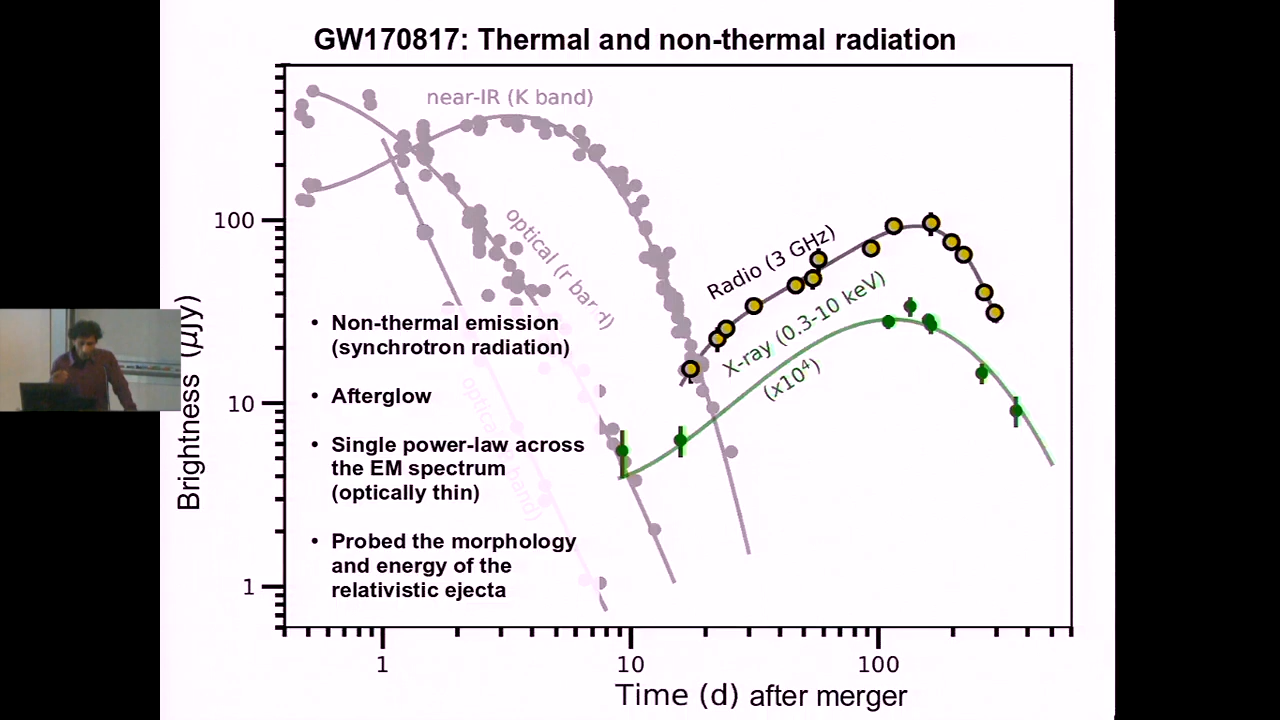 GW170817: Thermal and non-thermal radiation
near-IR (K band)
optical (r band)
Radio (3 GHz)
X-ray (0.3-10 keV)
(x10⁴)
100
10
1
Brightness (μJy)
• Non-thermal emission
(synchrotron radiation)
• Afterglow
• Single power-law across
the EM spectrum
(optically thin)
• Probed the morphology
and energy of the
relativistic ejecta
1
10
100
Time (d) after merger